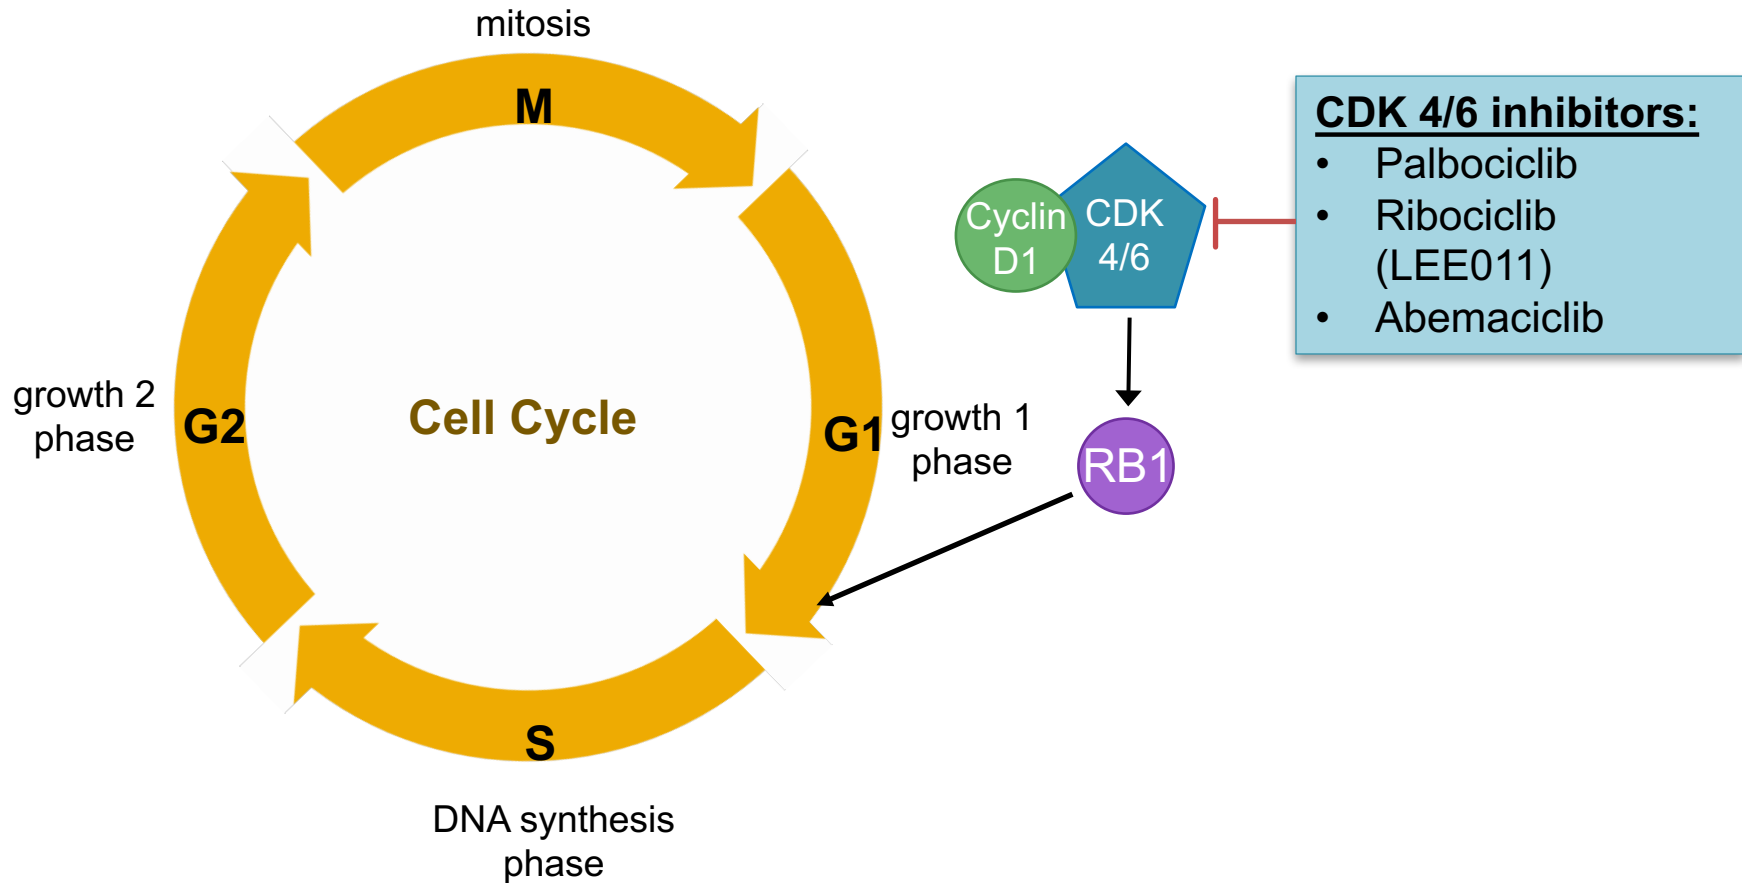 mitosis
M
CDK 4/6 inhibitors:
• Palbociclib
• Ribociclib
(LEE011)
• Abemaciclib
Cyclin
D1
CDK
4/6
growth 2
phase
G2
Cell Cycle
G1
growth 1
phase
RB1
S
DNA synthesis
phase